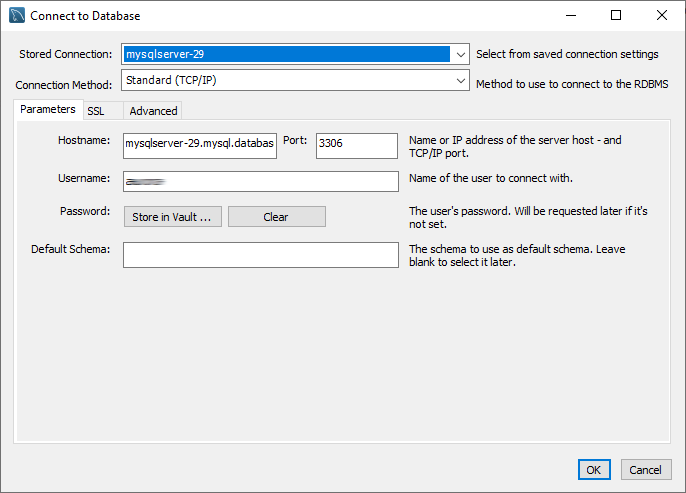 Connect to Database
Stored Connection: mysqlserver-29 Select from saved connection settings
Connection Method: Standard (TCP/IP) Method to use to connect to the RDBMS
Parameters SSL Advanced
Hostname: mysqlserver-29.mysql.databas Port: 3306 Name or IP address of the server host - and
TCP/IP port.
Username: Name of the user to connect with.
Password: Store in Vault ... Clear The user's password. Will be requested later if it's
not set.
Default Schema: The schema to use as default schema. Leave
blank to select it later.
OK Cancel